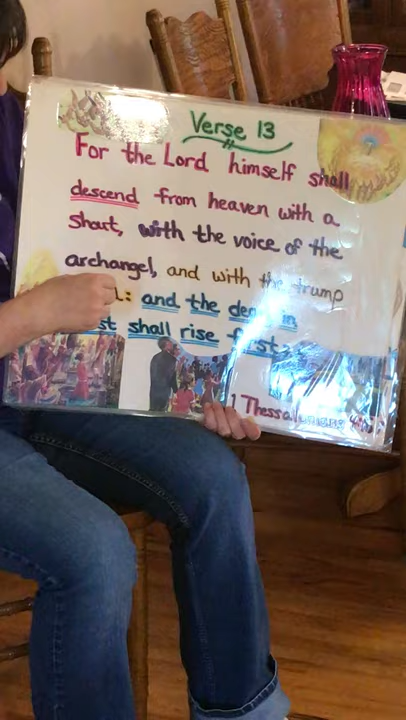 Verse 13
For the Lord himself shall
descend from heaven with a
shout, with the voice of the
archangel, and with the trump
: and the dead in
shall rise first
1 Thessalonians